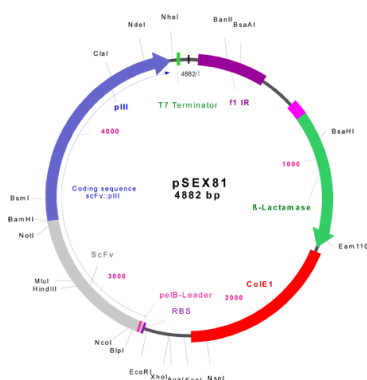 NheI
NdeI
ClaI
BanII
BsaAI
4882/1
pIII
T7 Terminator
f1 IR
4000
BsaHI
1000
pSEX81
4882 bp
BsmI
BamHI
NotI
Coding sequence
scFv::pIII
ß-Lactamase
Eam110
ScFv
ColE1
MluI
HindIII
3000
pelB-Leader
2000
RBS
NcoI
BlpI
EcoRI
XhoI
AvaI
NspI